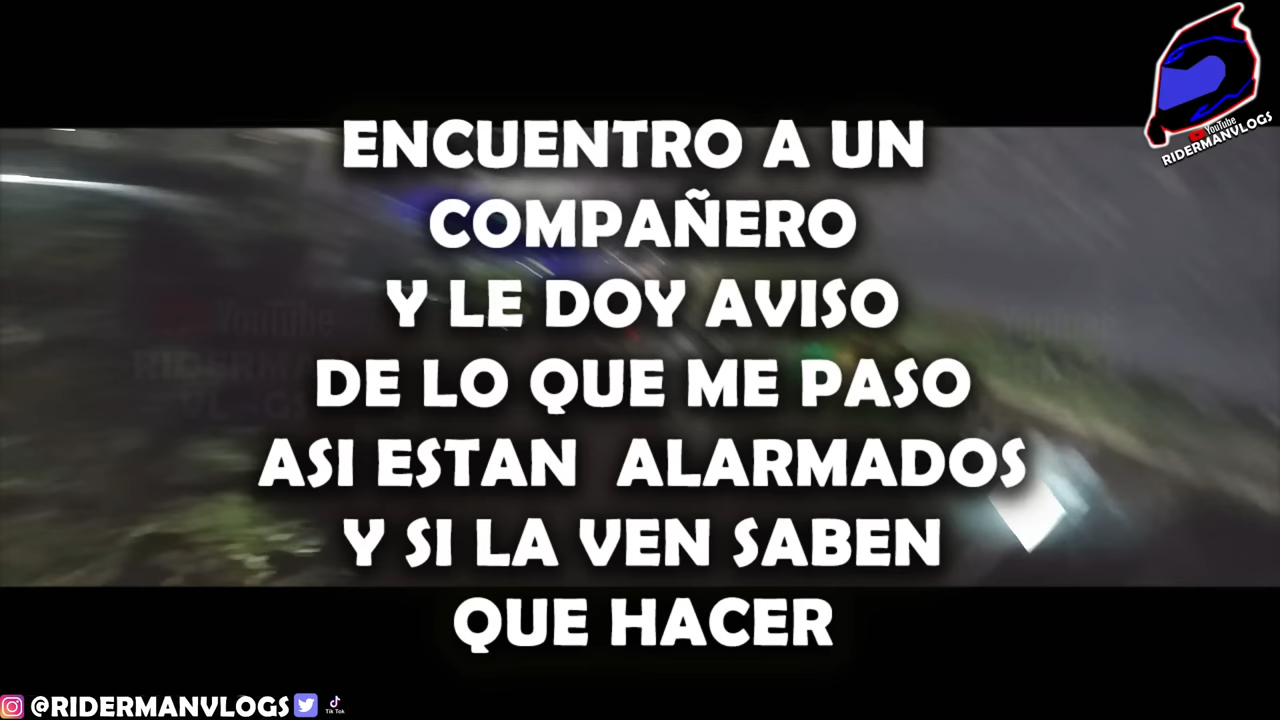 YouTube
RIDERMANVLOGS
ENCUENTRO A UN
COMPAÑERO
Y LE DOY AVISO
DE LO QUE ME PASO
ASI ESTAN ALARMADOS
Y SI LA VEN SABEN
QUE HACER
YouTube
@RIDERMANVLOGS
Tik Tok